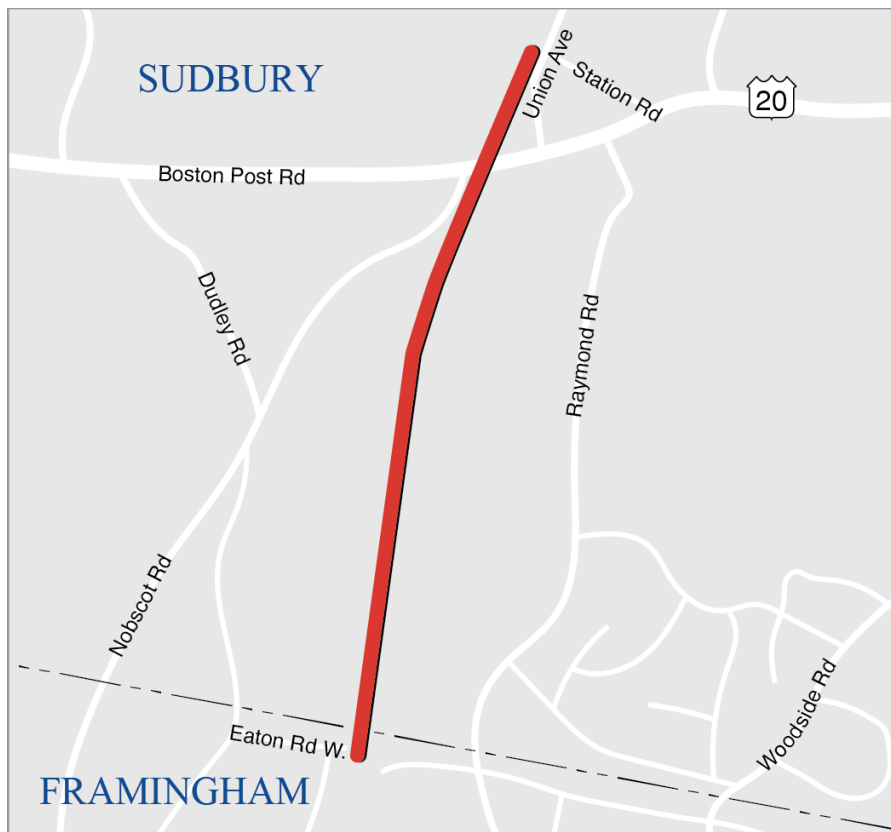 SUDBURY
Union Ave
Station Rd
20
Boston Post Rd
Dudley Rd
Raymond Rd
Nobscot Rd
Woodside Rd
Eaton Rd W.
FRAMINGHAM